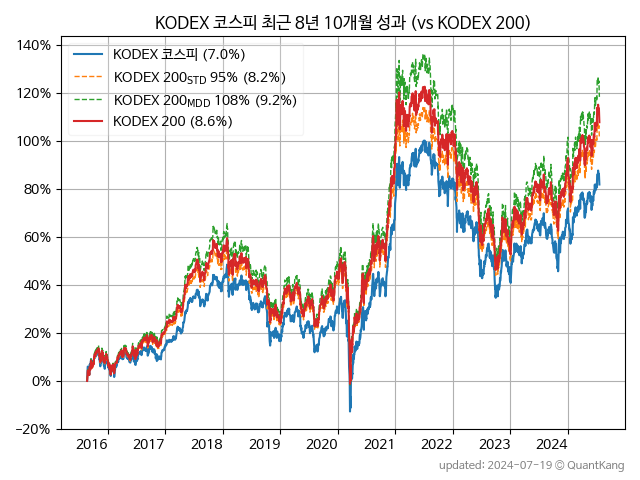 KODEX 코스피 최근 8년 10개월 성과 (vs KODEX 200)
140%
120%
100%
80%
60%
40%
20%
0%
−20%
KODEX 코스피 (7.0%)
KODEX 200STD 95% (8.2%)
KODEX 200MDD 108% (9.2%)
KODEX 200 (8.6%)
2016 2017 2018 2019 2020 2021 2022 2023 2024
updated: 2024-07-19 © QuantKang